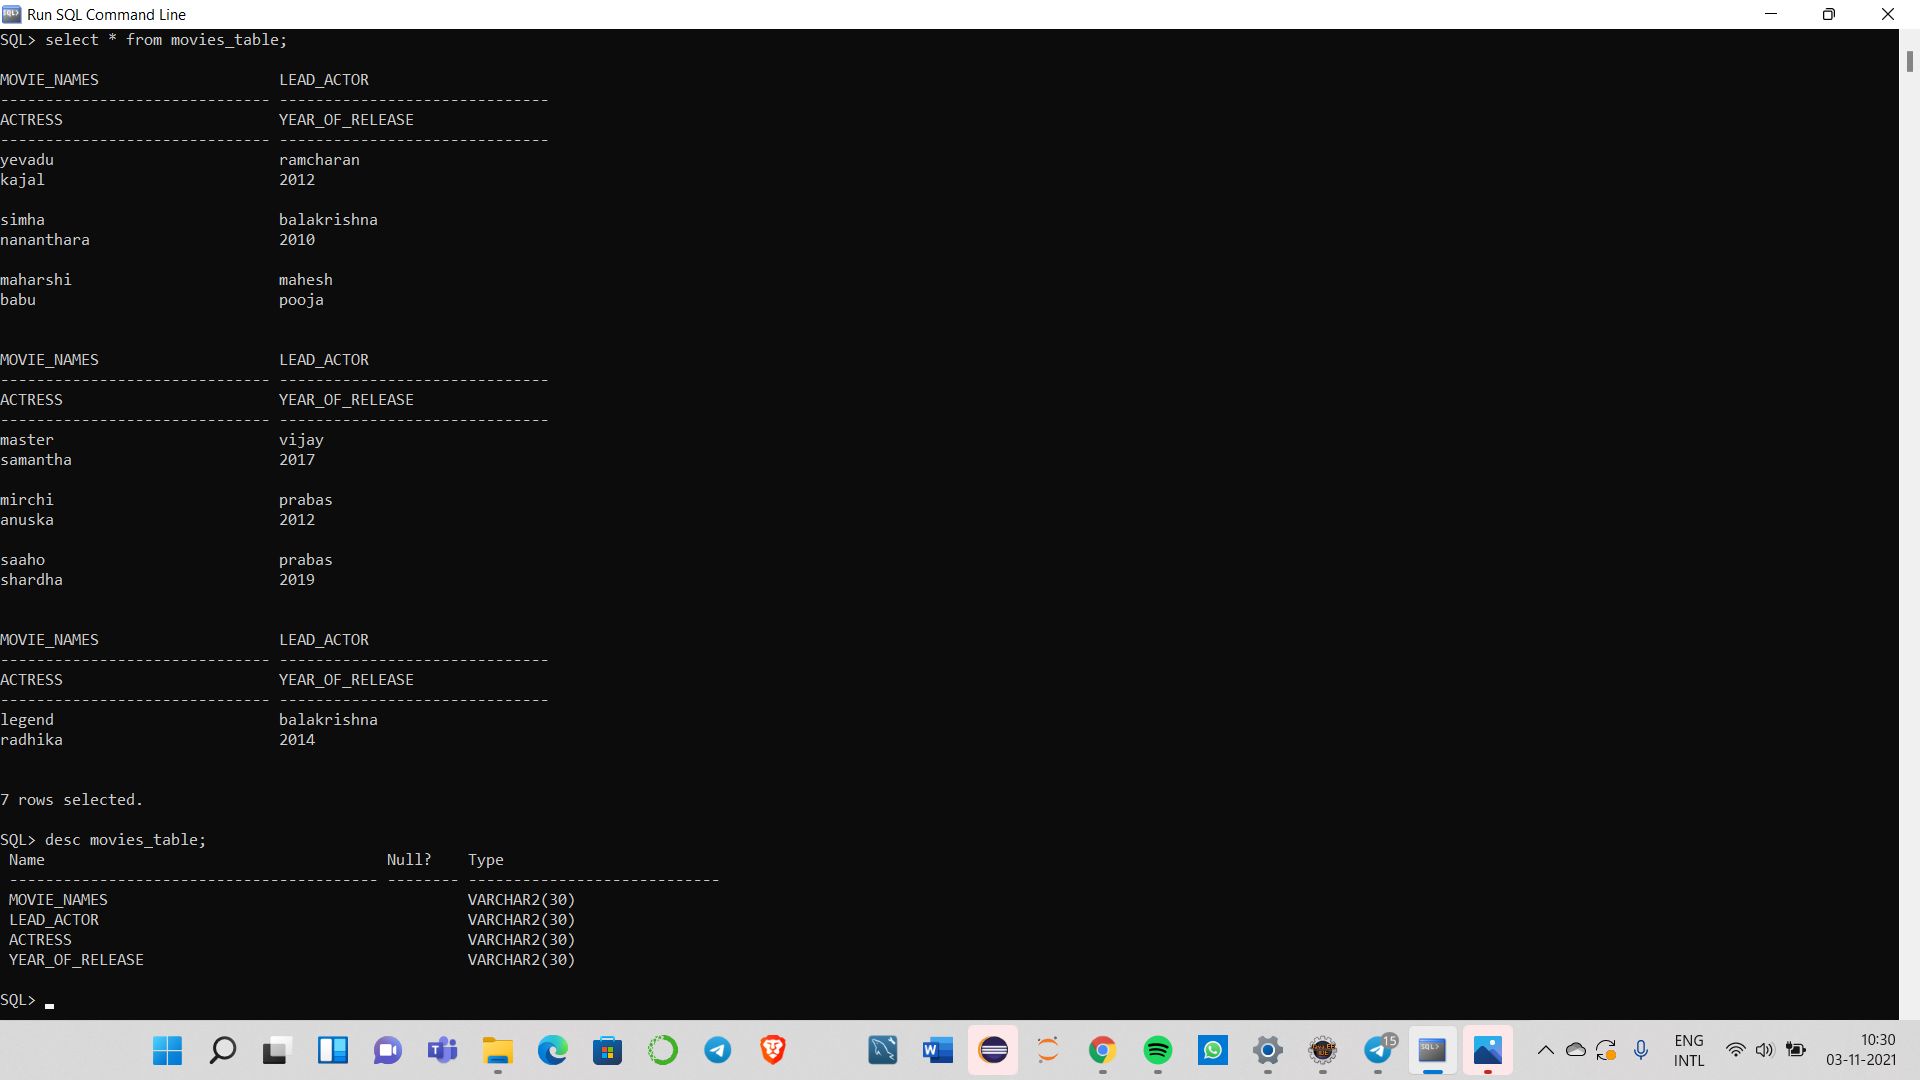 Run SQL Command Line
SQL> select * from movies_table;
MOVIE_NAMES                    LEAD_ACTOR
------------------------------ ------------------------------
ACTRESS                        YEAR_OF_RELEASE
------------------------------ ------------------------------
yevadu                         ramcharan
kajal                          2012
simha                          balakrishna
nananthara                     2010
maharshi                       mahesh
babu                           pooja
MOVIE_NAMES                    LEAD_ACTOR
------------------------------ ------------------------------
ACTRESS                        YEAR_OF_RELEASE
------------------------------ ------------------------------
master                         vijay
samantha                       2017
mirchi                         prabas
anuska                         2012
saaho                          prabas
shardha                        2019
MOVIE_NAMES                    LEAD_ACTOR
------------------------------ ------------------------------
ACTRESS                        YEAR_OF_RELEASE
------------------------------ ------------------------------
legend                         balakrishna
radhika                        2014
7 rows selected.
SQL> desc movies_table;
 Name                                      Null?    Type
 ----------------------------------------- -------- ----------------------------
 MOVIE_NAMES                                        VARCHAR2(30)
 LEAD_ACTOR                                         VARCHAR2(30)
 ACTRESS                                            VARCHAR2(30)
 YEAR_OF_RELEASE                                    VARCHAR2(30)
SQL>
15
ENG
INTL
10:30
03-11-2021